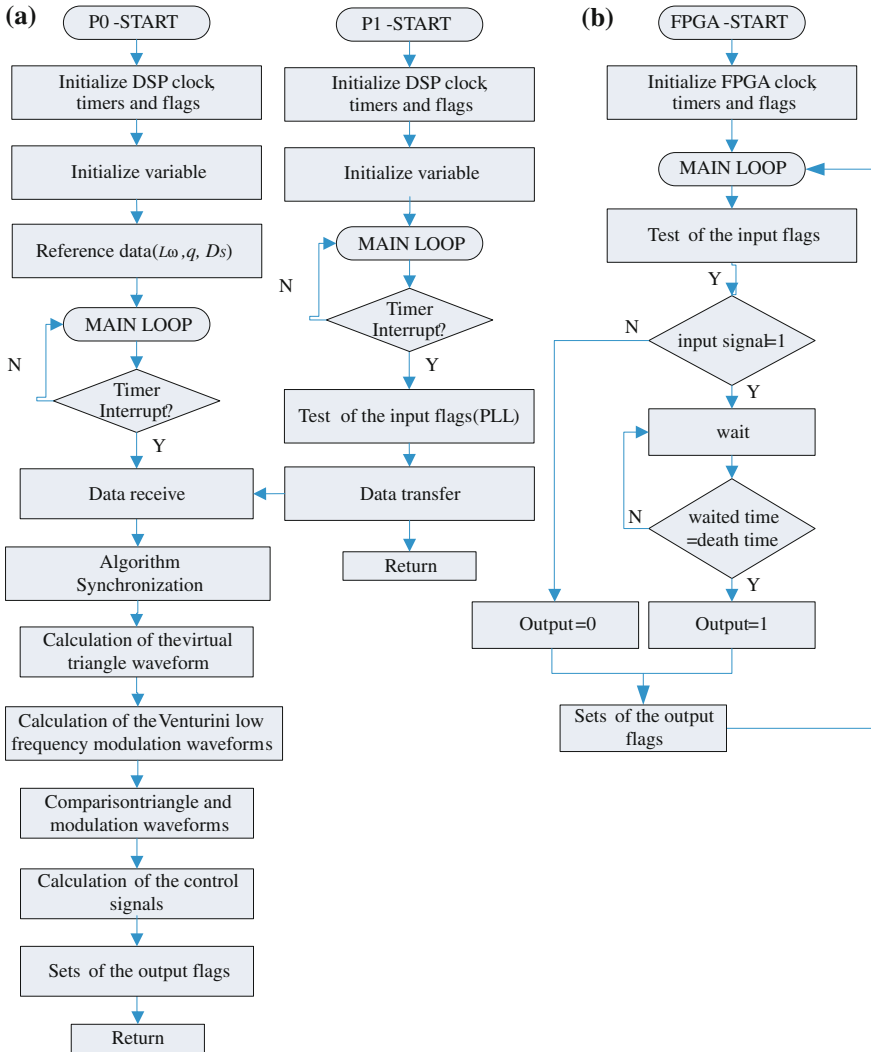 (a)
P0 -START
Initialize DSP clock,
timers and flags
Initialize variable
Reference data(Lω ,q, Ds)
MAIN LOOP
N
Timer
Interrupt?
Y
Data receive
Algorithm
Synchronization
Calculation of thevirtual
triangle waveform
Calculation of the Venturini low
frequency modulation waveforms
Comparisontriangle and
modulation waveforms
Calculation of the control
signals
Sets of the output flags
Return
P1 -START
Initialize DSP clock,
timers and flags
Initialize variable
MAIN LOOP
N
Timer
Interrupt?
Y
Test of the input flags(PLL)
Data transfer
Return
(b)
FPGA -START
Initialize FPGA clock,
timers and flags
MAIN LOOP
Test of the input flags
Y
N
input signal=1
Y
wait
N
waited time
=death time
Y
Output=0
Output=1
Sets of the output
flags